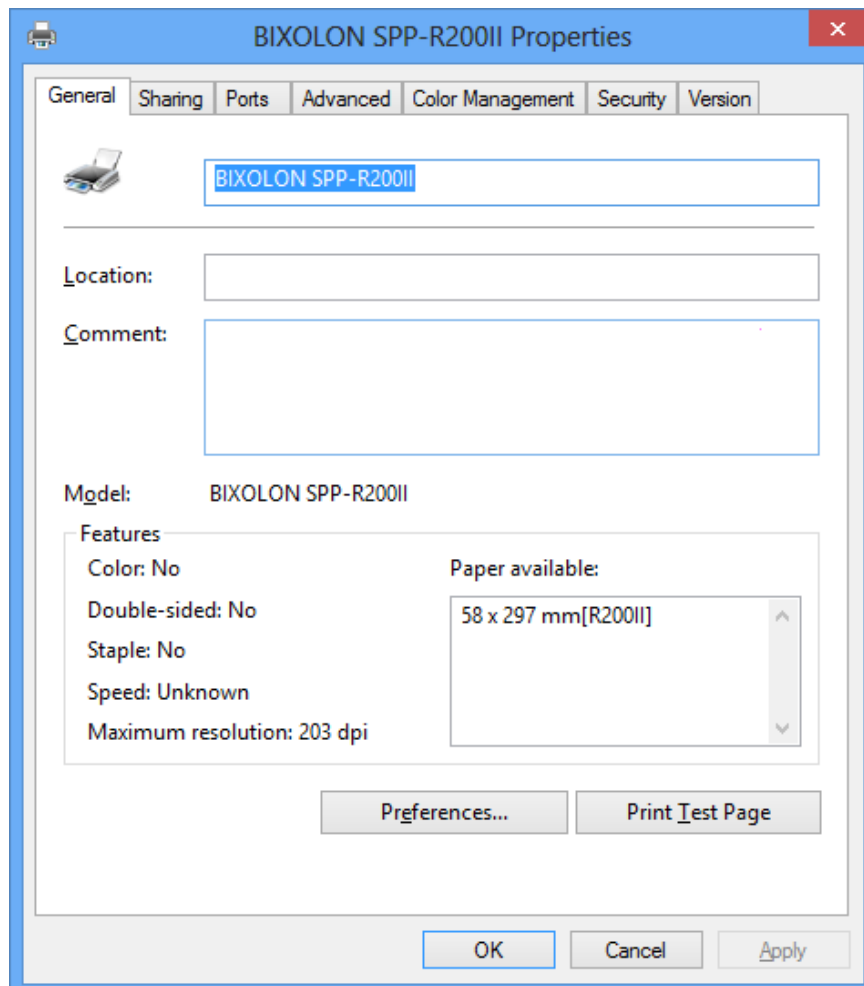 BIXOLON SPP-R200II Properties
General Sharing Ports Advanced Color Management Security Version
BIXOLON SPP-R200II
Location:
Comment:
Model: BIXOLON SPP-R200II
Features
Color: No
Paper available:
Double-sided: No
58 x 297 mm[R200II]
Staple: No
Speed: Unknown
Maximum resolution: 203 dpi
Preferences... Print Test Page
OK Cancel Apply